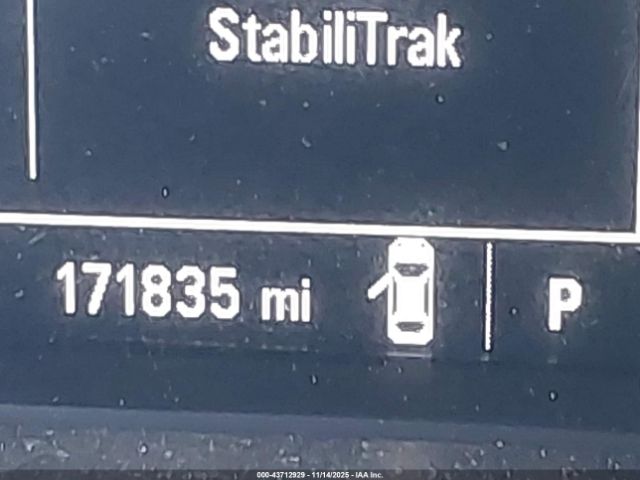 StabiliTrak
171835 mi P
000-43712929 - 11/14/2025 - IAA Inc.